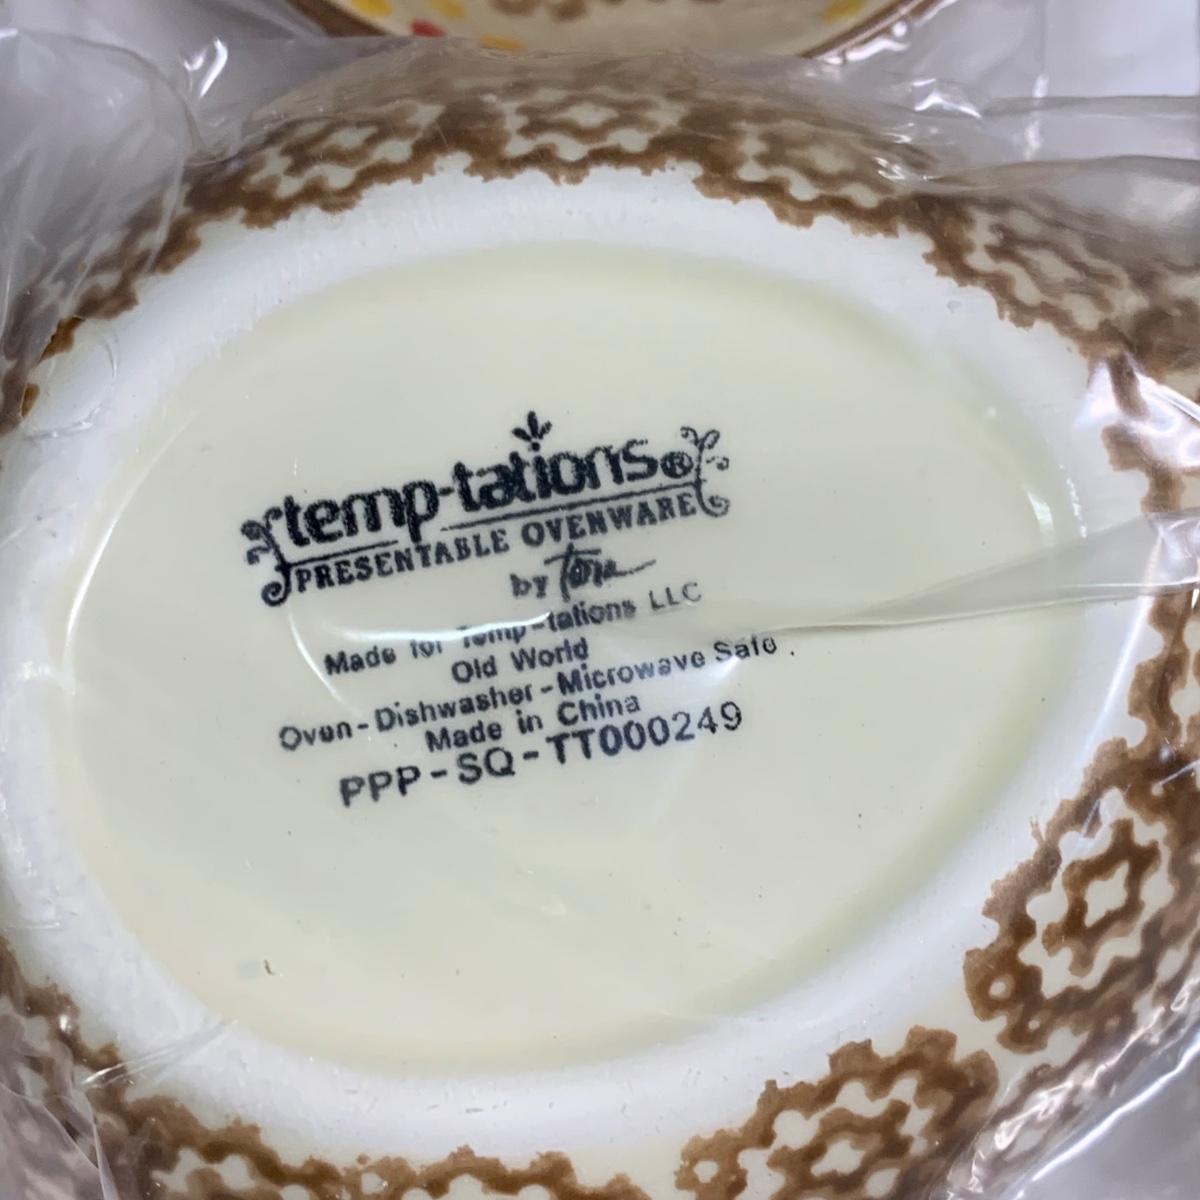 temp-tations®
PRESENTABLE OVENWARE
by Tara
Made for Temp-tations LLC
Old World
Oven-Dishwasher-Microwave Safe.
Made in China
PPP-SQ-TT000249